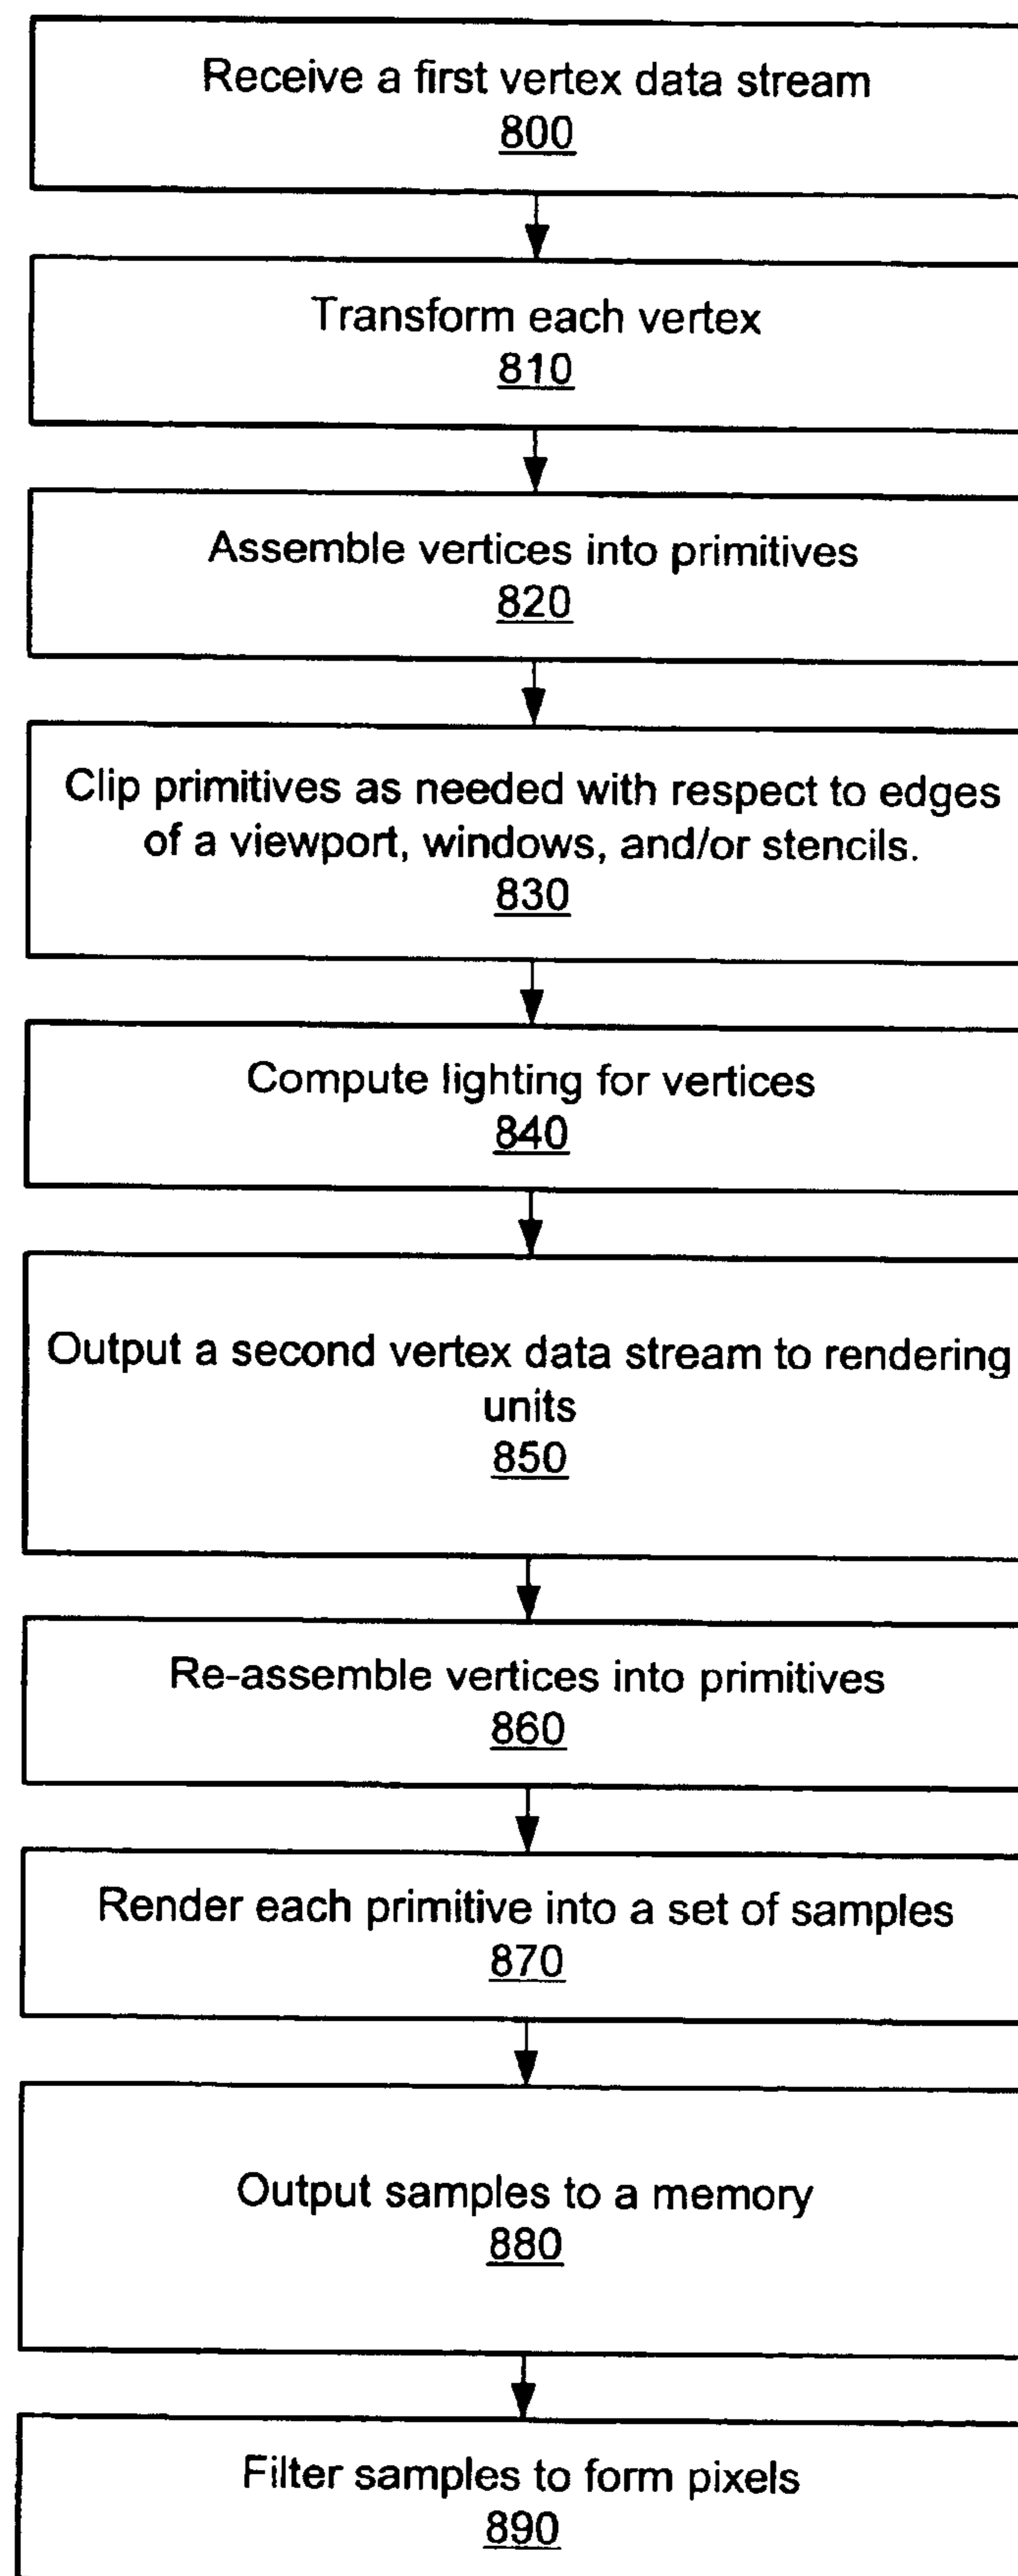 Receive a first vertex data stream
800
Transform each vertex
810
Assemble vertices into primitives
820
Clip primitives as needed with respect to edges
of a viewport, windows, and/or stencils.
830
Compute lighting for vertices
840
Output a second vertex data stream to rendering
units
850
Re-assemble vertices into primitives
860
Render each primitive into a set of samples
870
Output samples to a memory
880
Filter samples to form pixels
890